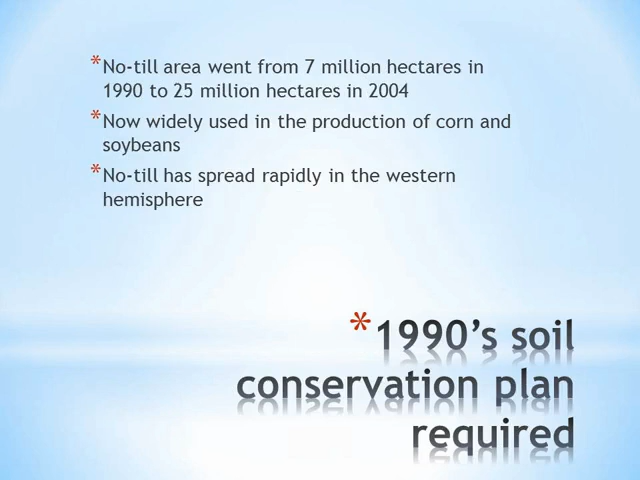 * No-till area went from 7 million hectares in
1990 to 25 million hectares in 2004
* Now widely used in the production of corn and
soybeans
* No-till has spread rapidly in the western
hemisphere
* 1990’s soil
conservation plan
required